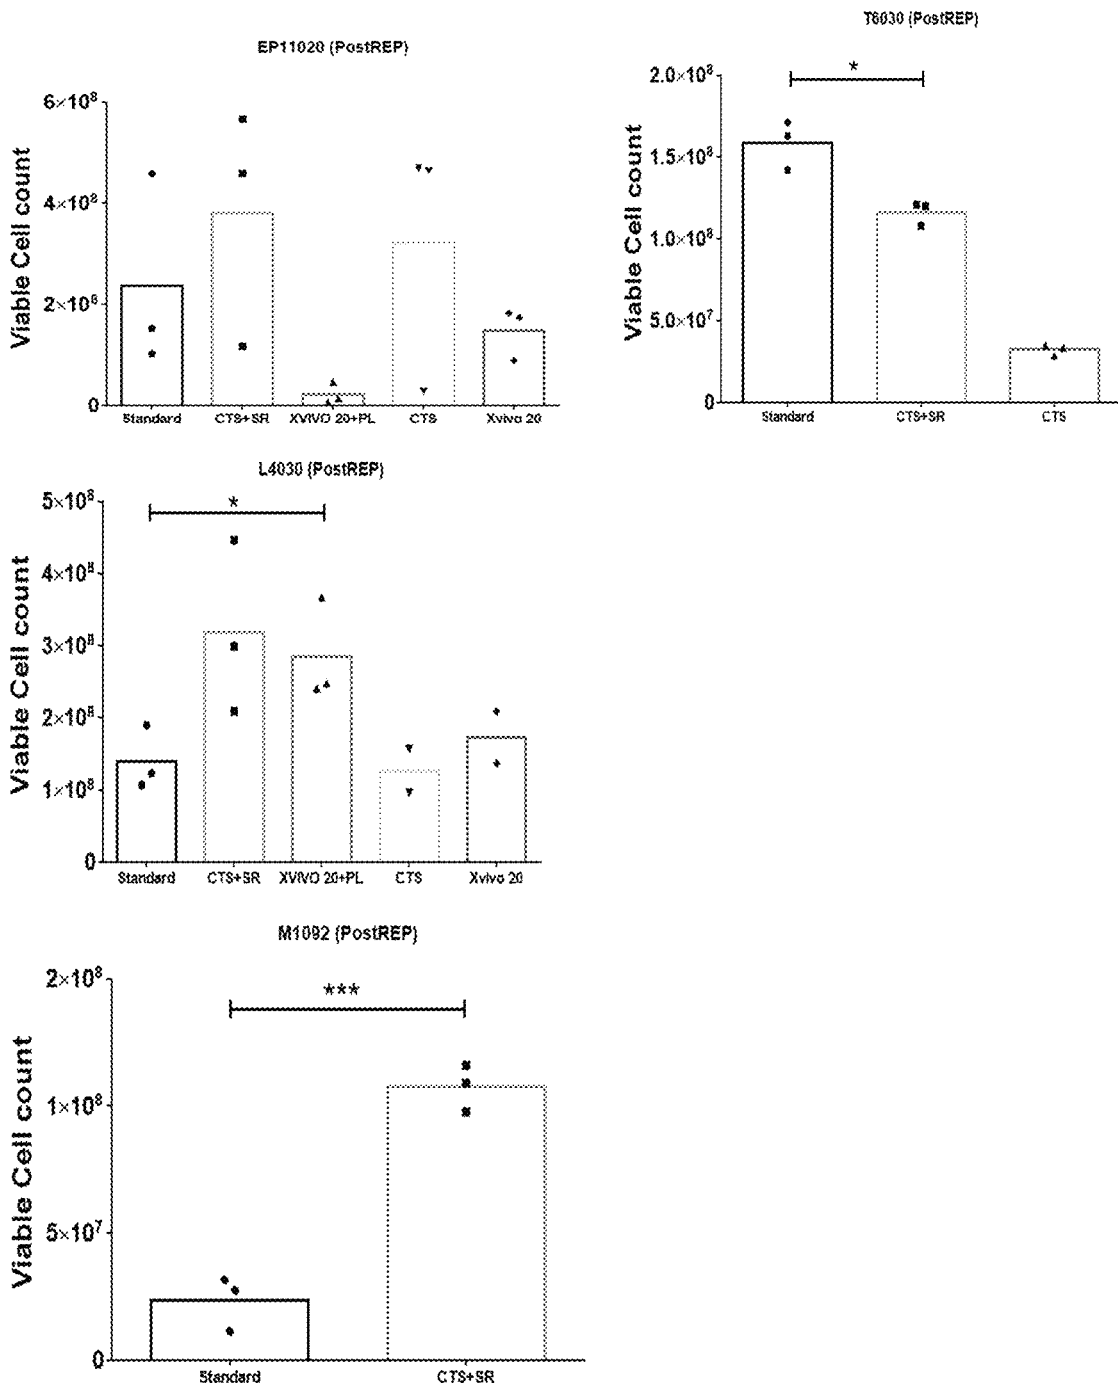 EP11020 (PostREP)
Viable Cell count
6×10⁸
4×10⁸
2×10⁸
0
Standard CTS+SR XVIVO 20+PL CTS Xvivo 20
T6030 (PostREP)
*
Viable Cell count
2.0×10⁸
1.5×10⁸
1.0×10⁸
5.0×10⁷
0
Standard CTS+SR CTS
L4030 (PostREP)
*
Viable Cell count
5×10⁸
4×10⁸
3×10⁸
2×10⁸
1×10⁸
0
Standard CTS+SR XVIVO 20+PL CTS Xvivo 20
M1092 (PostREP)
***
Viable Cell count
2×10⁸
1×10⁸
5×10⁷
0
Standard CTS+SR